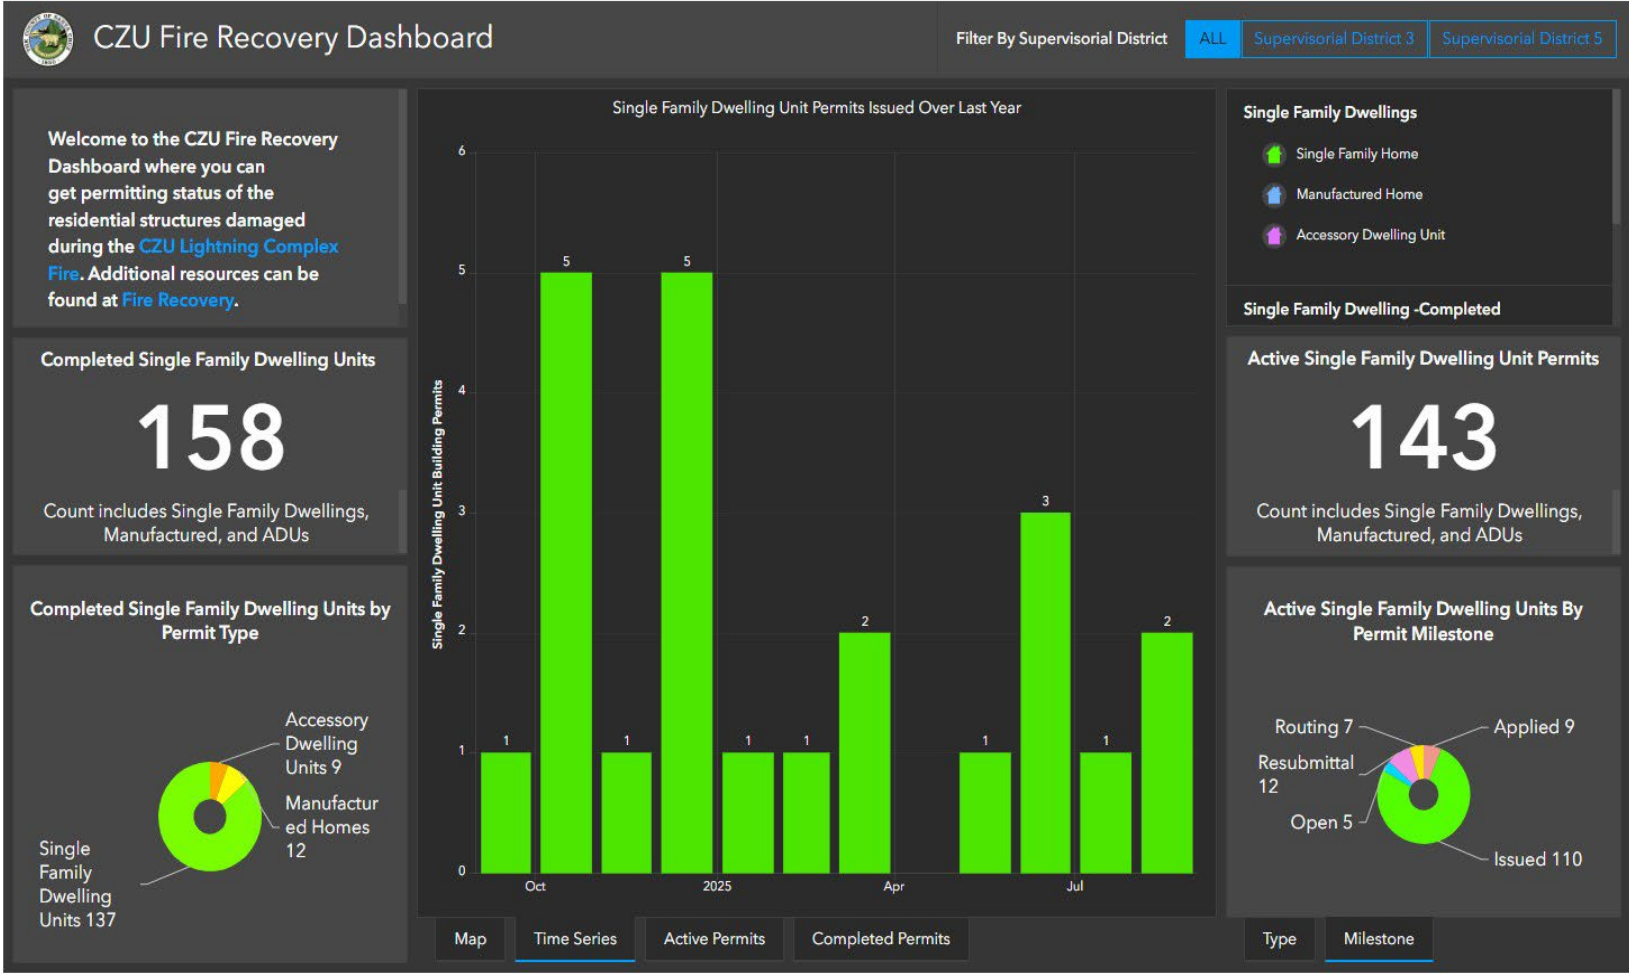 CZU Fire Recovery Dashboard
Filter By Supervisorial District
ALL
Supervisorial District 3
Supervisorial District 5
Welcome to the CZU Fire Recovery
Dashboard where you can
get permitting status of the
residential structures damaged
during the CZU Lightning Complex
Fire. Additional resources can be
found at Fire Recovery.
Completed Single Family Dwelling Units
158
Count includes Single Family Dwellings,
Manufactured, and ADUs
Completed Single Family Dwelling Units by
Permit Type
Accessory
Dwelling
Units 9
Manufactur
ed Homes
12
Single
Family
Dwelling
Units 137
Single Family Dwelling Unit Permits Issued Over Last Year
Single Family Dwelling Unit Building Permits
6
5
4
3
2
1
0
1
5
1
5
1
1
2
1
3
1
2
Oct
2025
Apr
Jul
Map
Time Series
Active Permits
Completed Permits
Single Family Dwellings
Single Family Home
Manufactured Home
Accessory Dwelling Unit
Single Family Dwelling -Completed
Active Single Family Dwelling Unit Permits
143
Count includes Single Family Dwellings,
Manufactured, and ADUs
Active Single Family Dwelling Units By
Permit Milestone
Routing 7
Applied 9
Resubmittal
12
Open 5
Issued 110
Type
Milestone